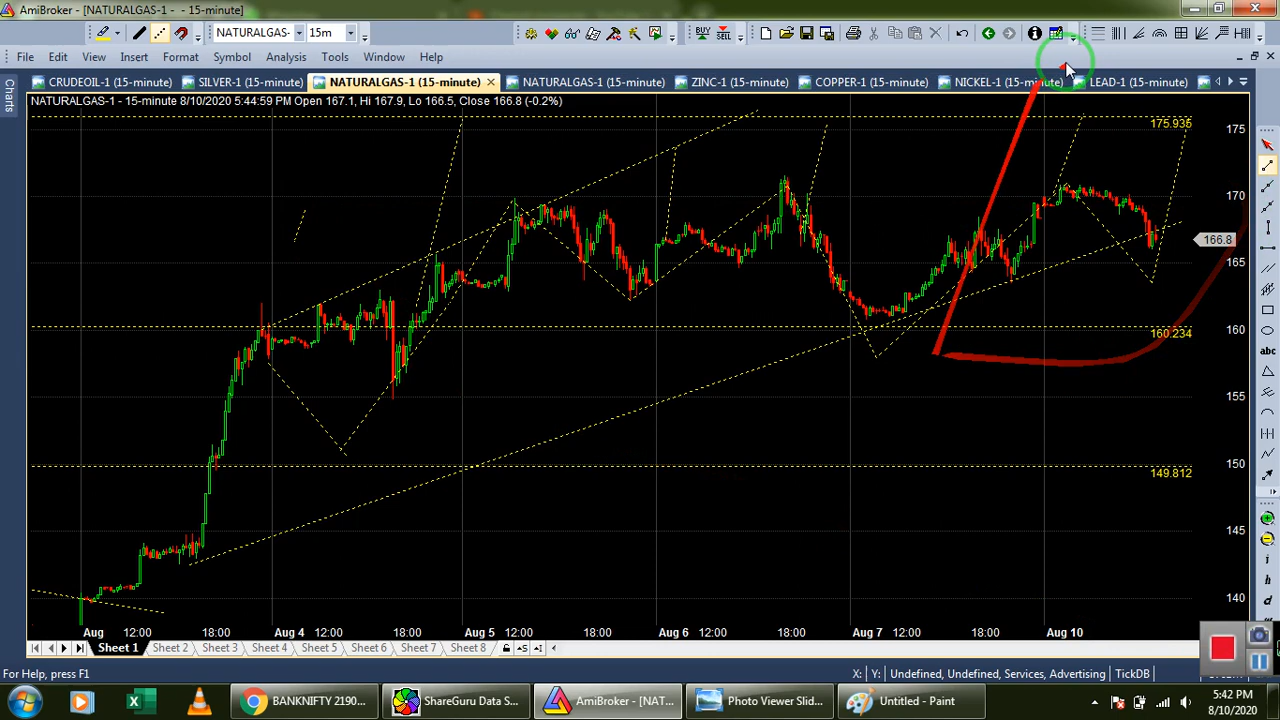 AmiBroker - [NATURALGAS-1 - - 15-minute]
NATURALGAS- 15m
BUY SELL
File Edit View Insert Format Symbol Analysis Tools Window Help
CRUDEOIL-1 (15-minute) SILVER-1 (15-minute) NATURALGAS-1 (15-minute) NATURALGAS-1 (15-minute) ZINC-1 (15-minute) COPPER-1 (15-minute) NICKEL-1 (15-minute) LEAD-1 (15-minute)
Charts
NATURALGAS-1 - 15-minute 8/10/2020 5:44:59 PM Open 167.1, Hi 167.9, Lo 166.5, Close 166.8 (-0.2%)
175.935
175
170
166.8
165
160.234
160
155
150
149.812
145
140
abc
i
h
d
Aug 12:00 18:00 Aug 4 12:00 18:00 Aug 5 12:00 18:00 Aug 6 12:00 18:00 Aug 7 12:00 18:00 Aug 10
Sheet 1 Sheet 2 Sheet 3 Sheet 4 Sheet 5 Sheet 6 Sheet 7 Sheet 8
For Help, press F1
X: Y: Undefined, Undefined, Services, Advertising TickDB
BANKNIFTY 2190... ShareGuru Data S... AmiBroker - [NAT... Photo Viewer Slid... Untitled - Paint
5:42 PM
8/10/2020